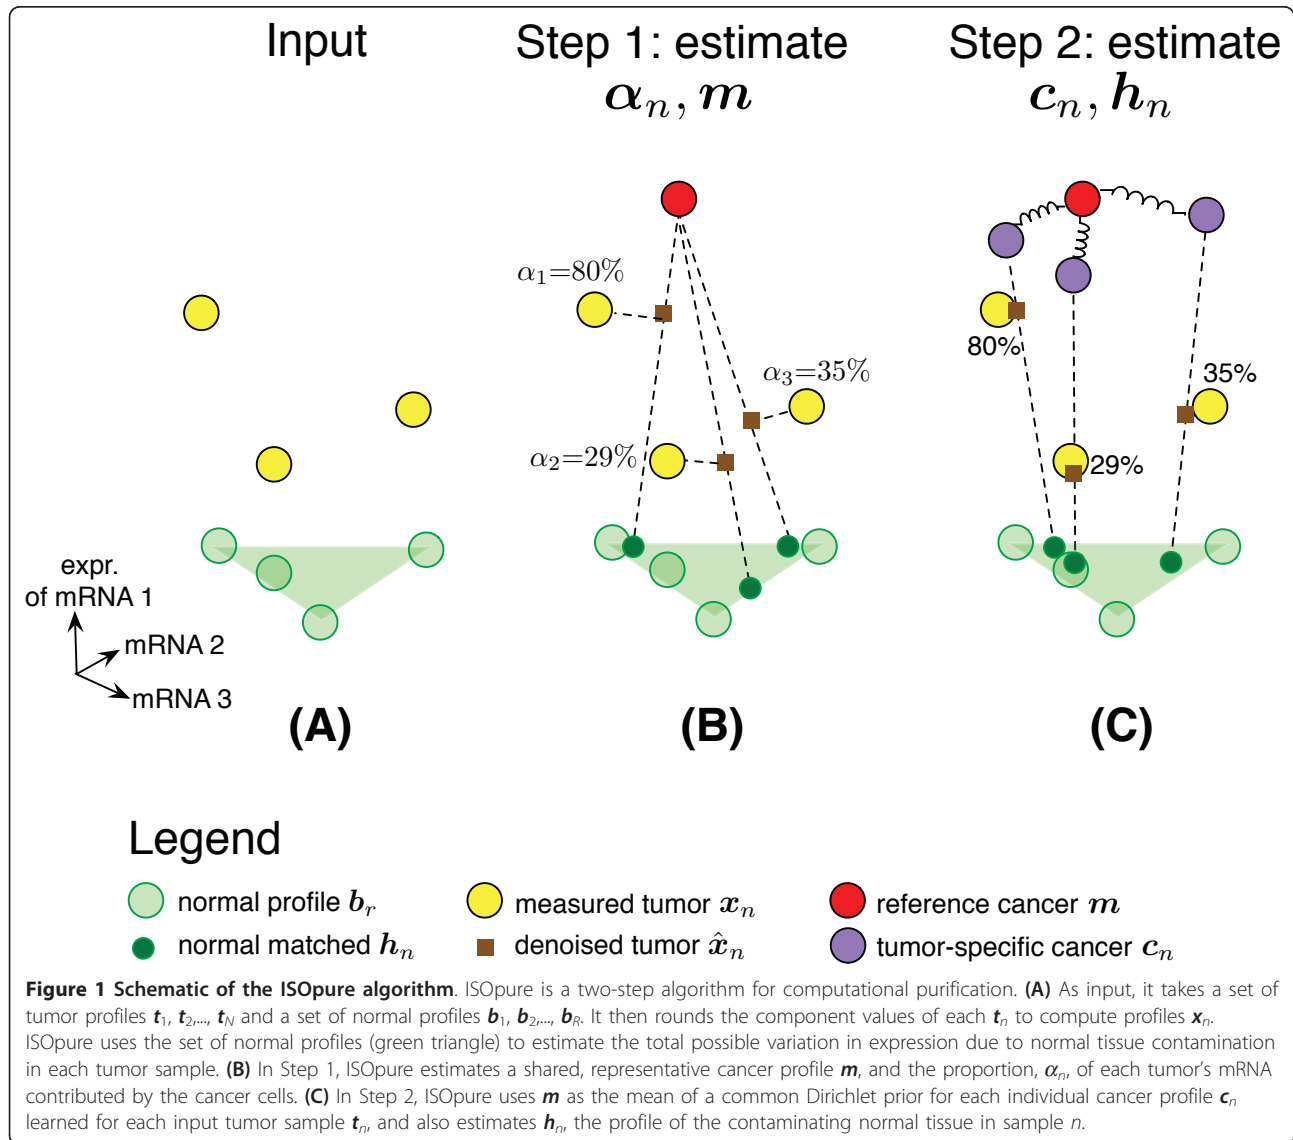 Input
Step 1: estimate
αₙ, m
Step 2: estimate
cₙ, hₙ
α₁=80%
α₃=35%
α₂=29%
80%
35%
29%
expr.
of mRNA 1
mRNA 2
mRNA 3
(A)
(B)
(C)
Legend
normal profile bᵣ
measured tumor xₙ
reference cancer m
normal matched hₙ
denoised tumor x̂ₙ
tumor-specific cancer cₙ
Figure 1 Schematic of the ISOpure algorithm. ISOpure is a two-step algorithm for computational purification. (A) As input, it takes a set of
tumor profiles t₁, t₂,..., t_N and a set of normal profiles b₁, b₂,..., b_R. It then rounds the component values of each tₙ to compute profiles xₙ.
ISOpure uses the set of normal profiles (green triangle) to estimate the total possible variation in expression due to normal tissue contamination
in each tumor sample. (B) In Step 1, ISOpure estimates a shared, representative cancer profile m, and the proportion, αₙ, of each tumor's mRNA
contributed by the cancer cells. (C) In Step 2, ISOpure uses m as the mean of a common Dirichlet prior for each individual cancer profile cₙ
learned for each input tumor sample tₙ, and also estimates hₙ, the profile of the contaminating normal tissue in sample n.